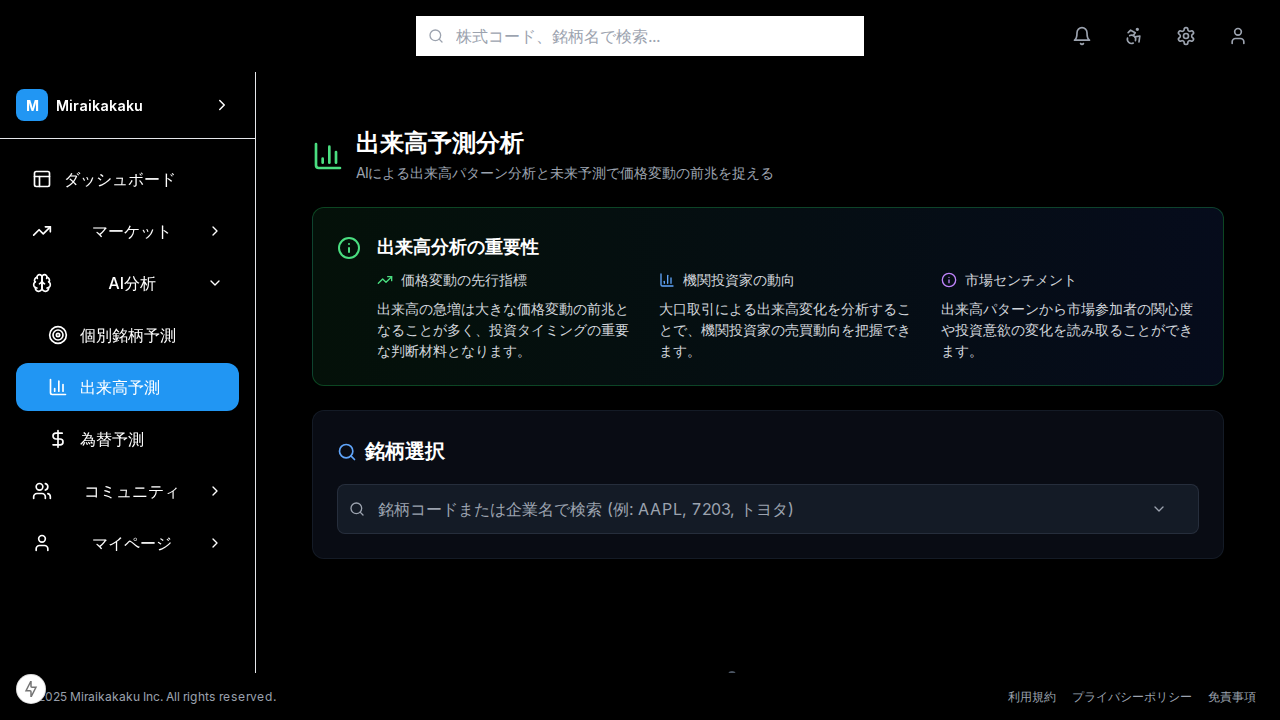 株式コード、銘柄名で検索...
M Miraikakaku
ダッシュボード
マーケット
AI分析
個別銘柄予測
出来高予測
為替予測
コミュニティ
マイページ
出来高予測分析
AIによる出来高パターン分析と未来予測で価格変動の前兆を捉える
出来高分析の重要性
価格変動の先行指標
出来高の急増は大きな価格変動の前兆と
なることが多く、投資タイミングの重要
な判断材料となります。
機関投資家の動向
大口取引による出来高変化を分析するこ
とで、機関投資家の売買動向を把握でき
ます。
市場センチメント
出来高パターンから市場参加者の関心度
や投資意欲の変化を読み取ることができ
ます。
銘柄選択
銘柄コードまたは企業名で検索 (例: AAPL, 7203, トヨタ)
2025 Miraikakaku Inc. All rights reserved.
利用規約 プライバシーポリシー 免責事項